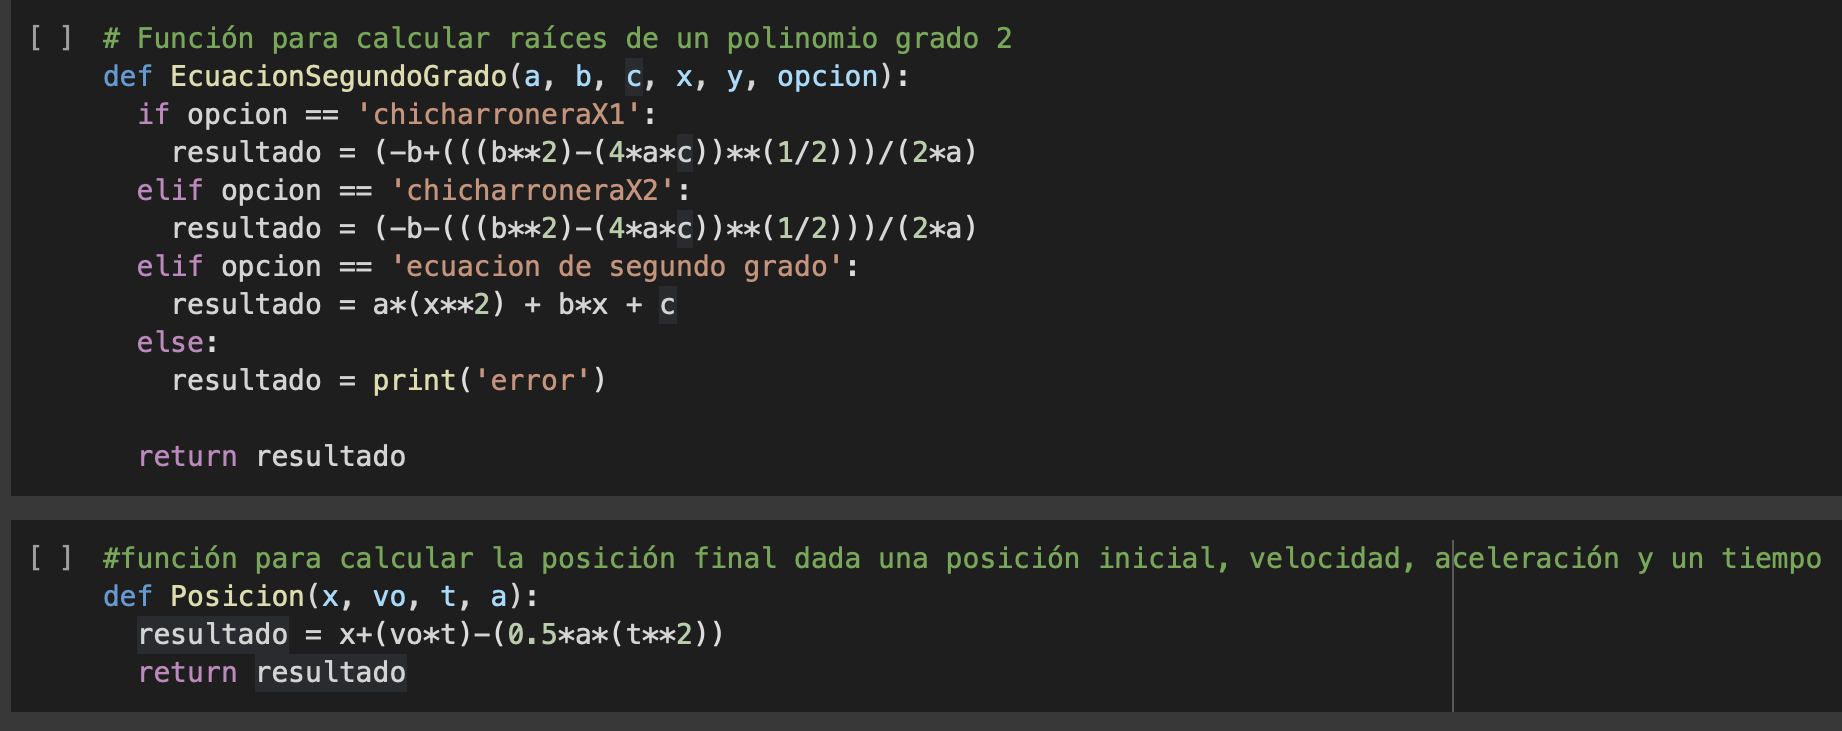 [ ] # Función para calcular raíces de un polinomio grado 2
def EcuacionSegundoGrado(a, b, c, x, y, opcion):
if opcion == 'chicharroneraX1':
resultado = (-b+(((b**2)-(4*a*c))**(1/2)))/(2*a)
elif opcion == 'chicharroneraX2':
resultado = (-b-(((b**2)-(4*a*c))**(1/2)))/(2*a)
elif opcion == 'ecuacion de segundo grado':
resultado = a*(x**2) + b*x + c
else:
resultado = print('error')
return resultado
[ ] #función para calcular la posición final dada una posición inicial, velocidad, aceleración y un tiempo
def Posicion(x, vo, t, a):
resultado = x+(vo*t)-(0.5*a*(t**2))
return resultado